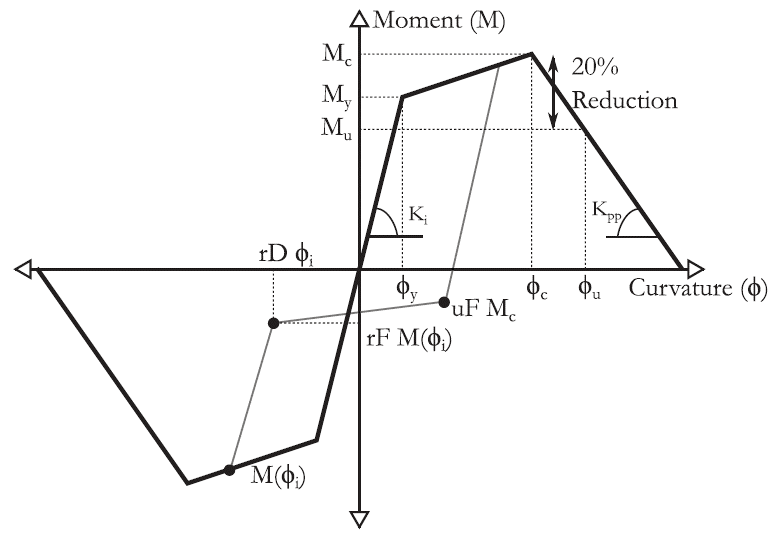 Moment (M)
M_c
20%
Reduction
M_y
M_u
K_i
K_pp
rD ϕ_i
ϕ_y
ϕ_c
ϕ_u
Curvature (ϕ)
uF M_c
rF M(ϕ_i)
M(ϕ_i)